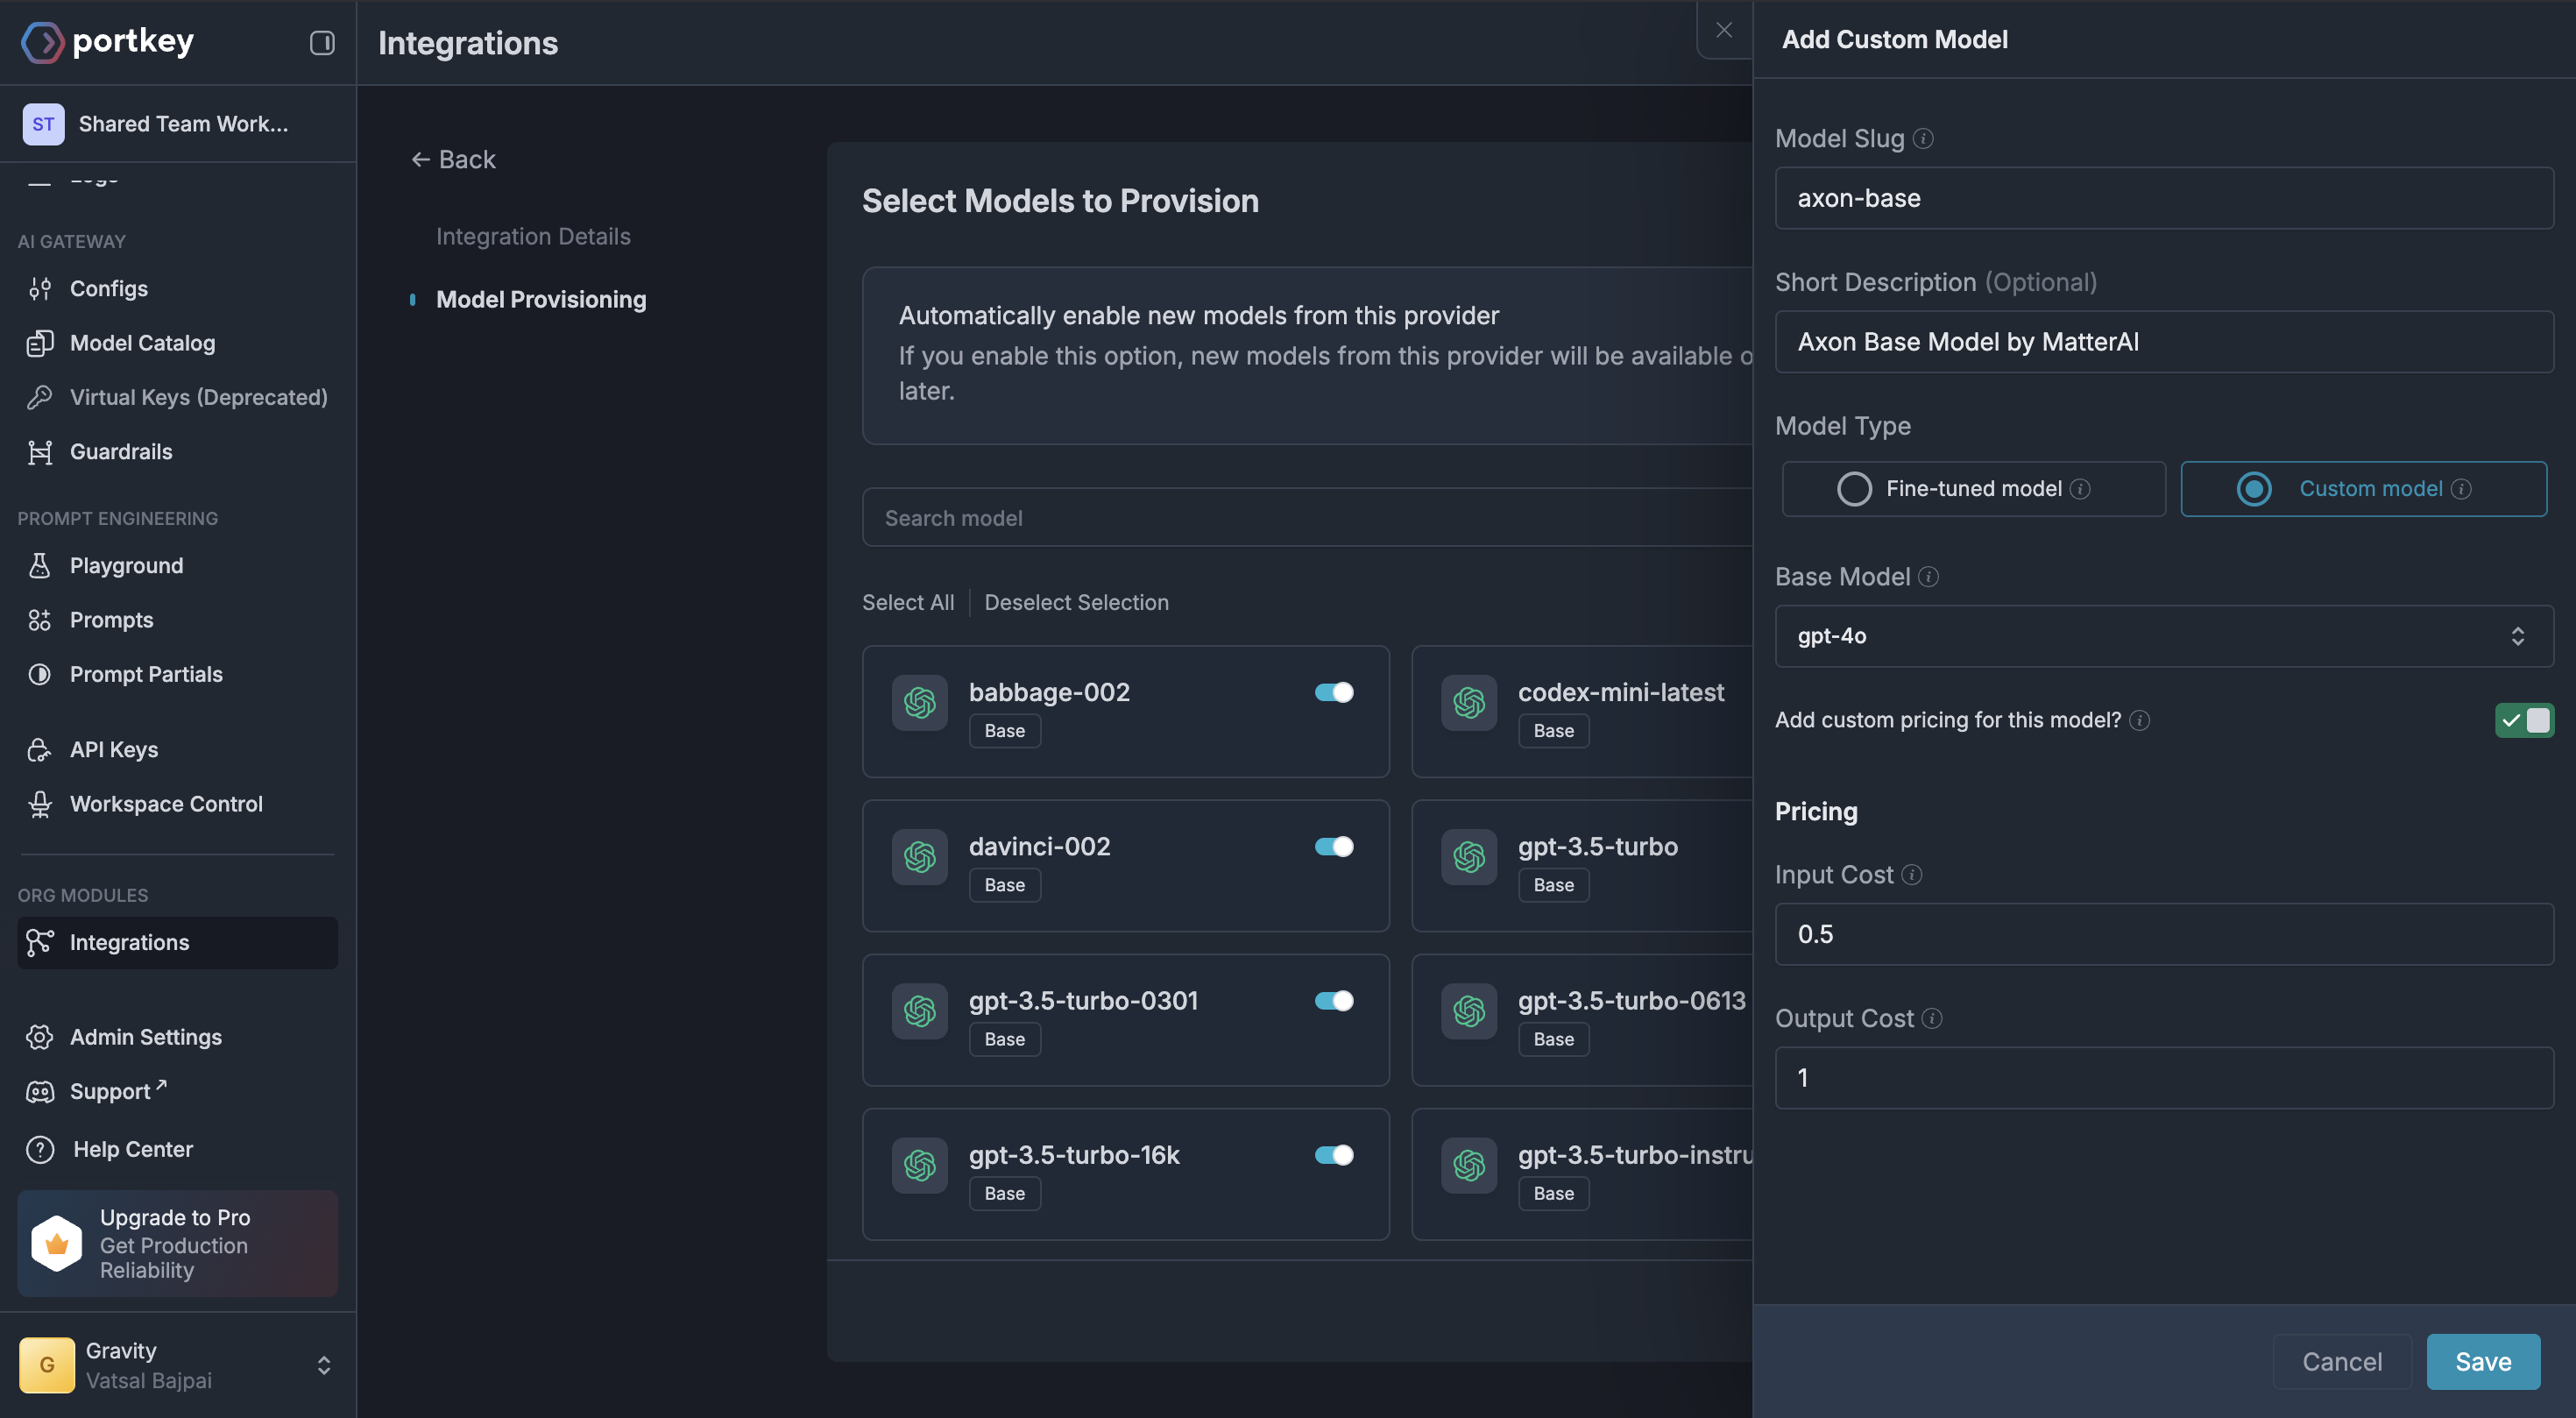 portkey
ST
Shared Team Work...
Logs
AI GATEWAY
Configs
Model Catalog
Virtual Keys (Deprecated)
Guardrails
PROMPT ENGINEERING
Playground
Prompts
Prompt Partials
API Keys
Workspace Control
ORG MODULES
Integrations
Admin Settings
Support
Help Center
Upgrade to Pro
Get Production
Reliability
G
Gravity
Vatsal Bajpai
Integrations
Back
Integration Details
Model Provisioning
Select Models to Provision
Automatically enable new models from this provider
If you enable this option, new models from this provider will be available
later.
Search model
Select All
Deselect Selection
babbage-002
Base
codex-mini-latest
Base
davinci-002
Base
gpt-3.5-turbo
Base
gpt-3.5-turbo-0301
Base
gpt-3.5-turbo-0613
Base
gpt-3.5-turbo-16k
Base
gpt-3.5-turbo-instru
Base
Add Custom Model
Model Slug
axon-base
Short Description (Optional)
Axon Base Model by MatterAI
Model Type
Fine-tuned model
Custom model
Base Model
gpt-4o
Add custom pricing for this model?
Pricing
Input Cost
0.5
Output Cost
1
Cancel
Save